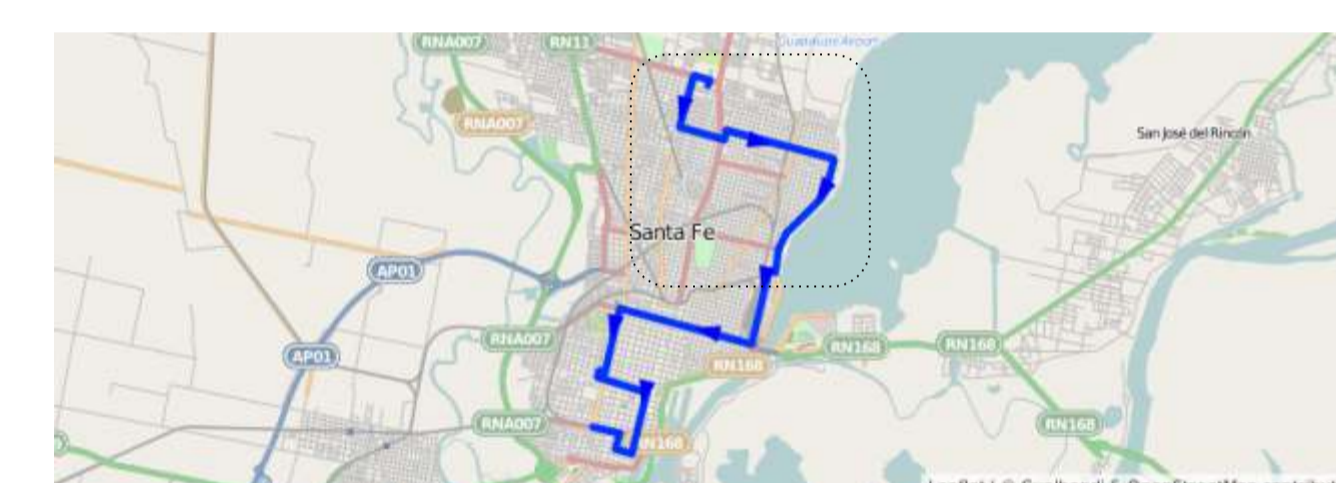 RNA007
RN11
Guadalupe Airport
RNA007
San José del Rincón
Santa Fe
AP01
RNA007
RN168
RN168
AP01
RN168
RNA007
RN168
N168